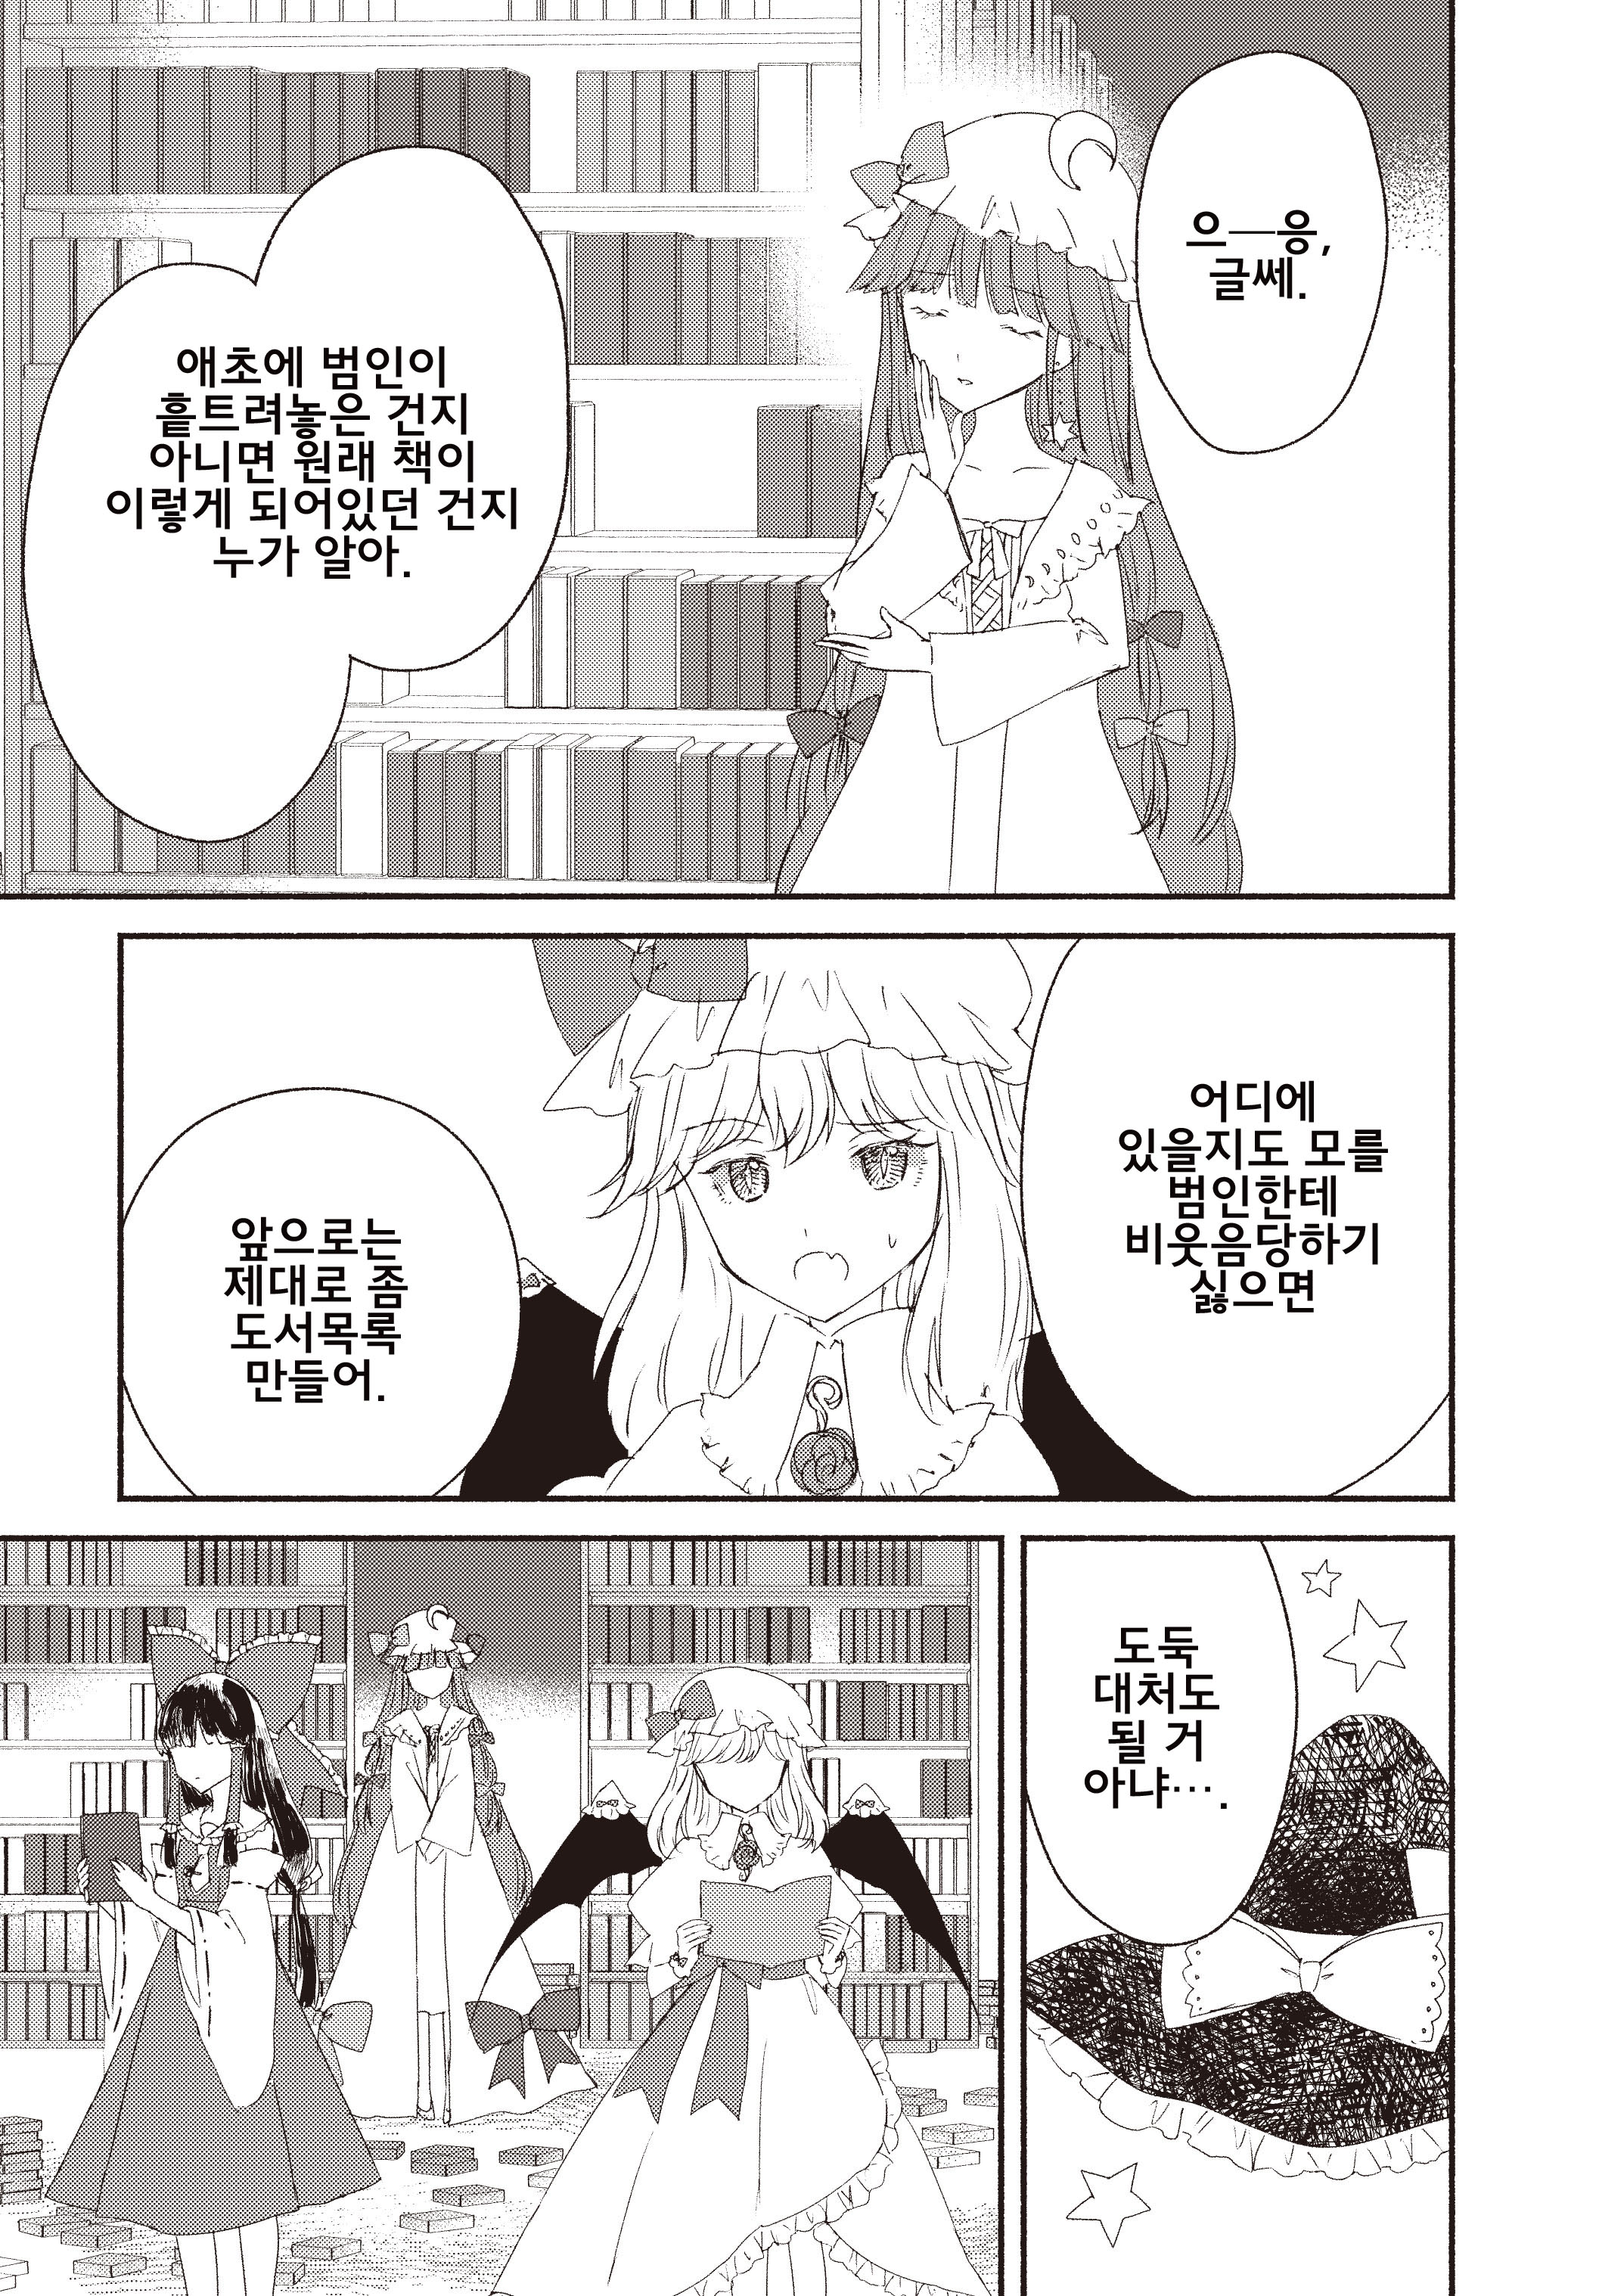 으──응,
글쎄.
애초에 범인이
흩트려놓은 건지
아니면 원래 책이
이렇게 되어있던 건지
누가 알아.
어디에
있을지도 모를
범인한테
비웃음당하기
싫으면
앞으로는
제대로 좀
도서목록
만들어.
도둑
대처도
될 거
아냐….